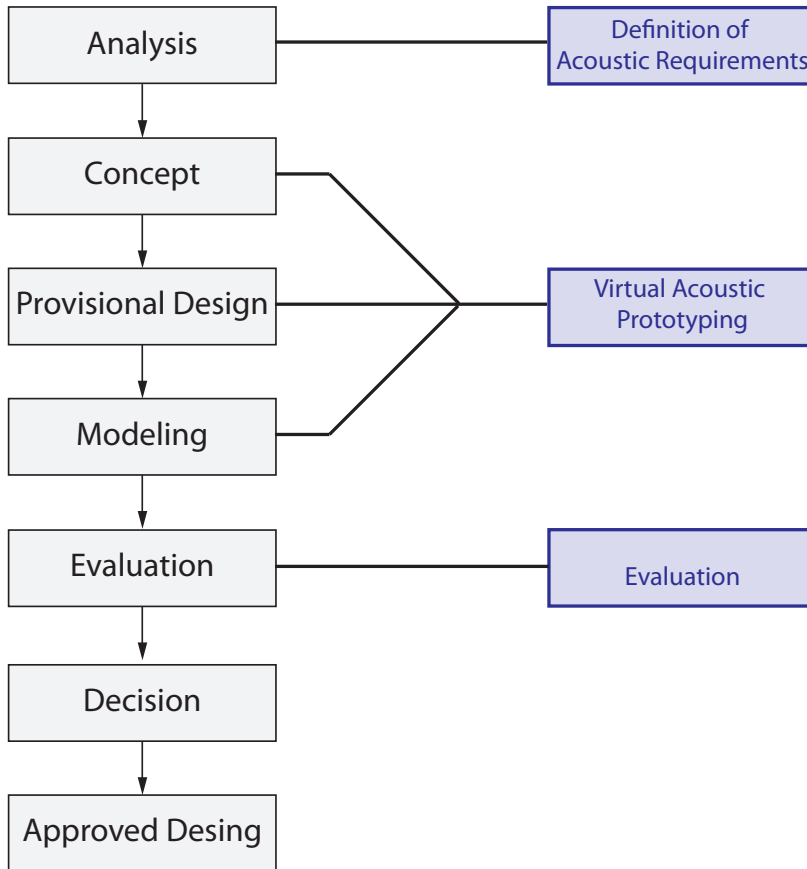 Analysis
Definition of
Acoustic Requirements
Concept
Provisional Design
Virtual Acoustic
Prototyping
Modeling
Evaluation
Evaluation
Decision
Approved Desing